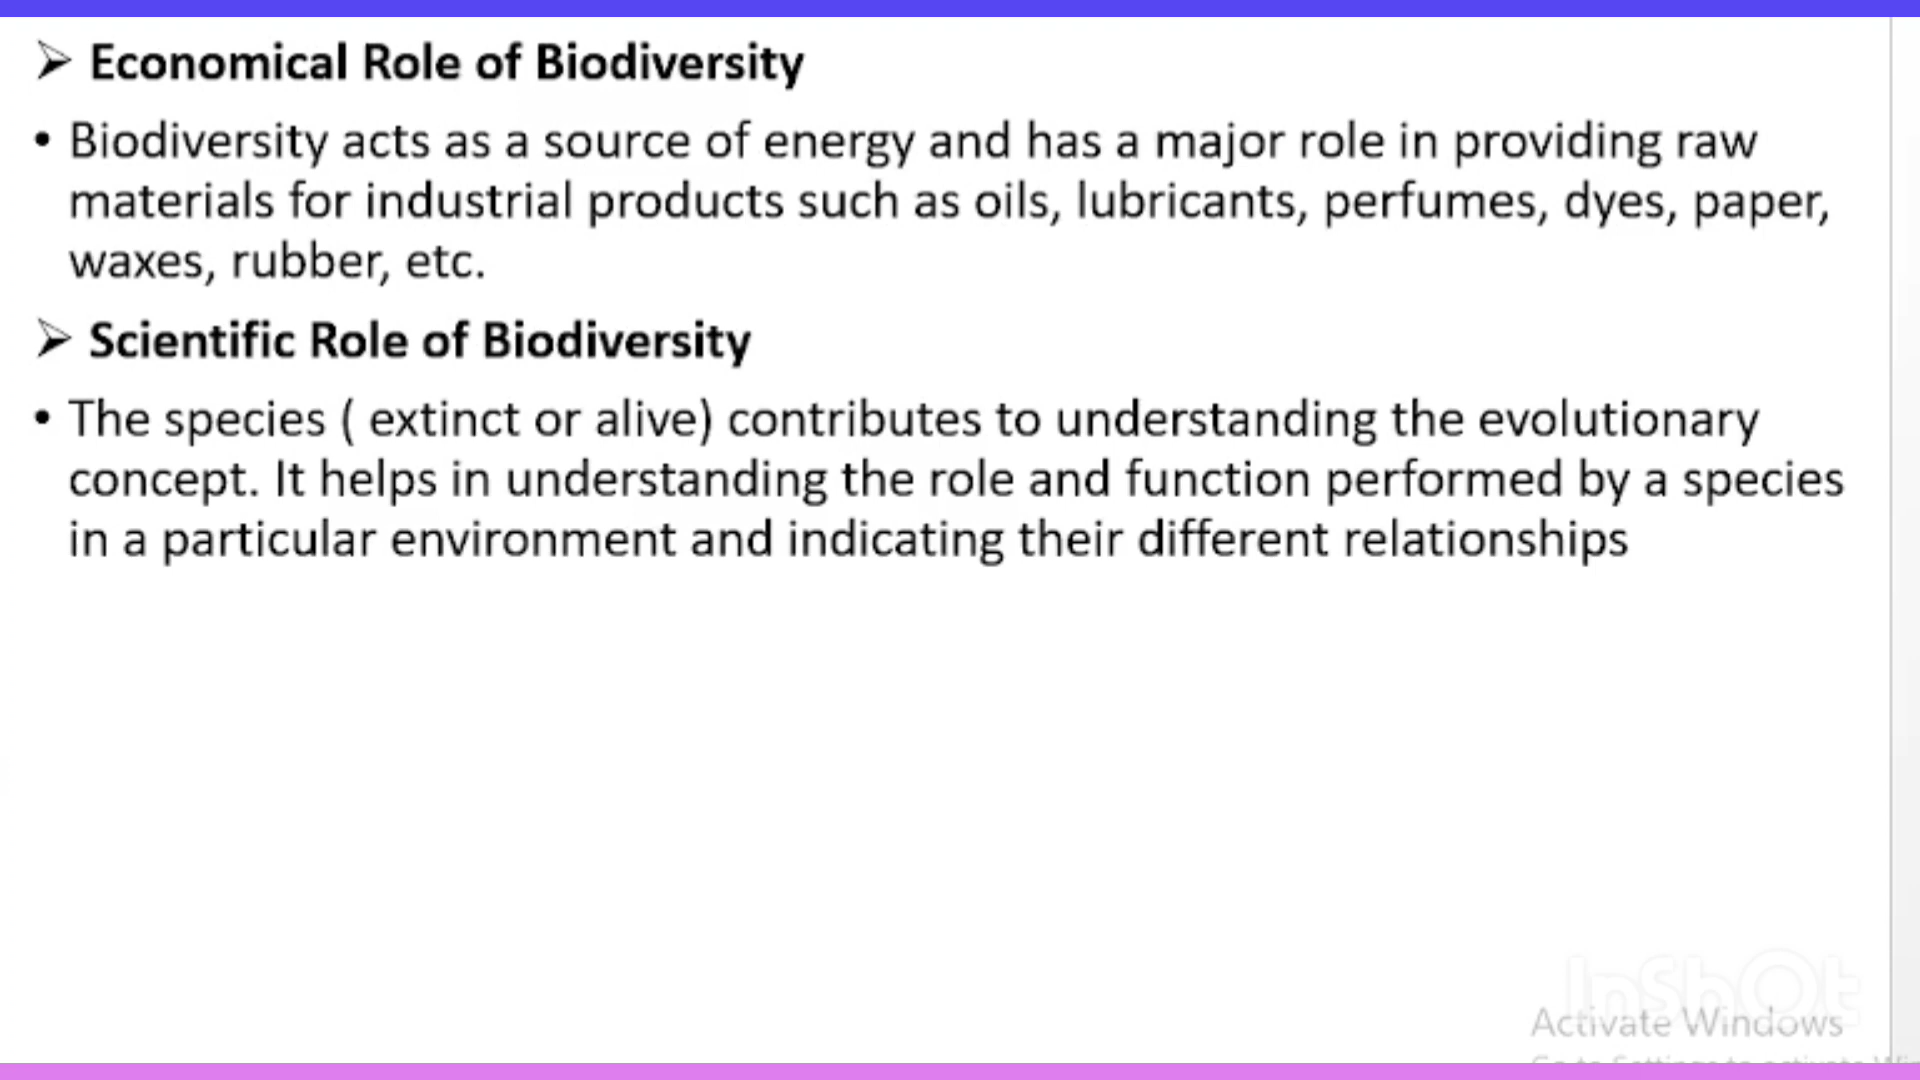 ➢ Economical Role of Biodiversity
• Biodiversity acts as a source of energy and has a major role in providing raw
materials for industrial products such as oils, lubricants, perfumes, dyes, paper,
waxes, rubber, etc.
➢ Scientific Role of Biodiversity
• The species ( extinct or alive) contributes to understanding the evolutionary
concept. It helps in understanding the role and function performed by a species
in a particular environment and indicating their different relationships
InShOt
Activate Windows